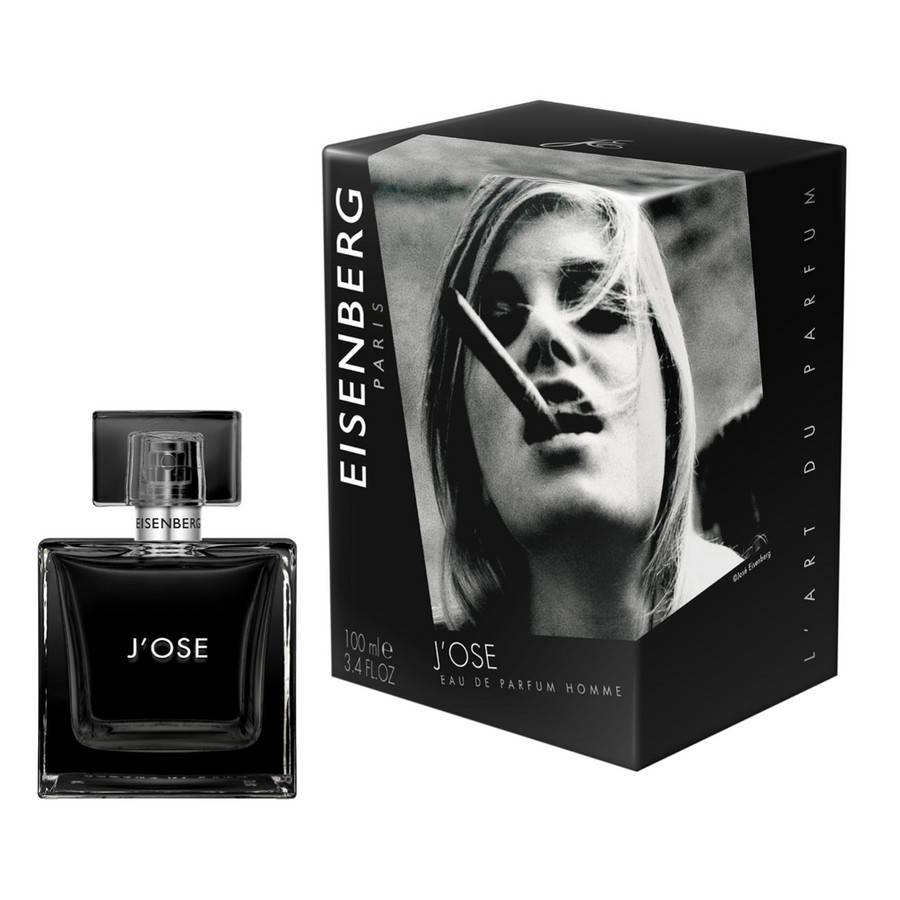 EISENBERG
J'OSE
EISENBERG
PARIS
100 ml e
3.4 FL.OZ
J'OSE
EAU DE PARFUM HOMME
©José Eisenberg
L'ART DU PARFUM